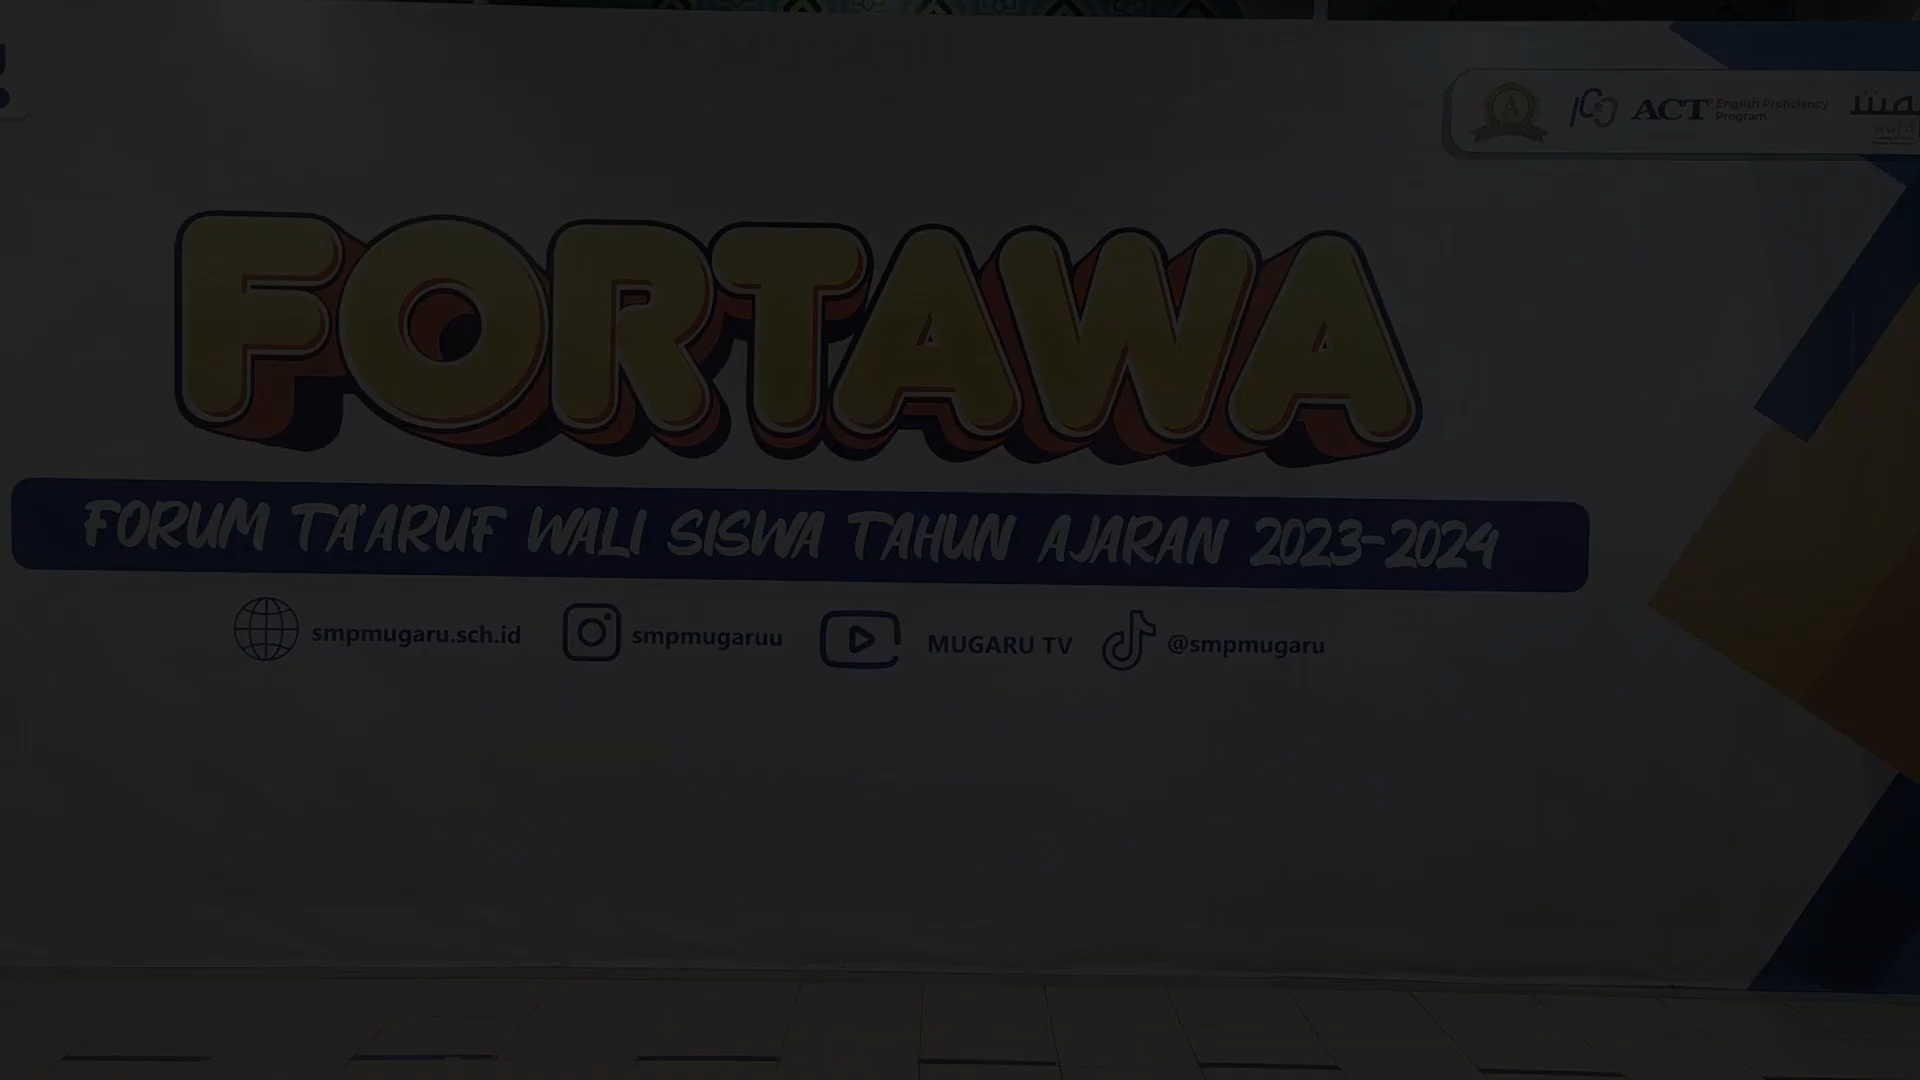 A
ACT English Proficiency
Program
FORTAWA
FORUM TA'ARUF WALI SISWA TAHUN AJARAN 2023-2024
smpmugaru.sch.id smpmugaruu MUGARU TV @smpmugaru